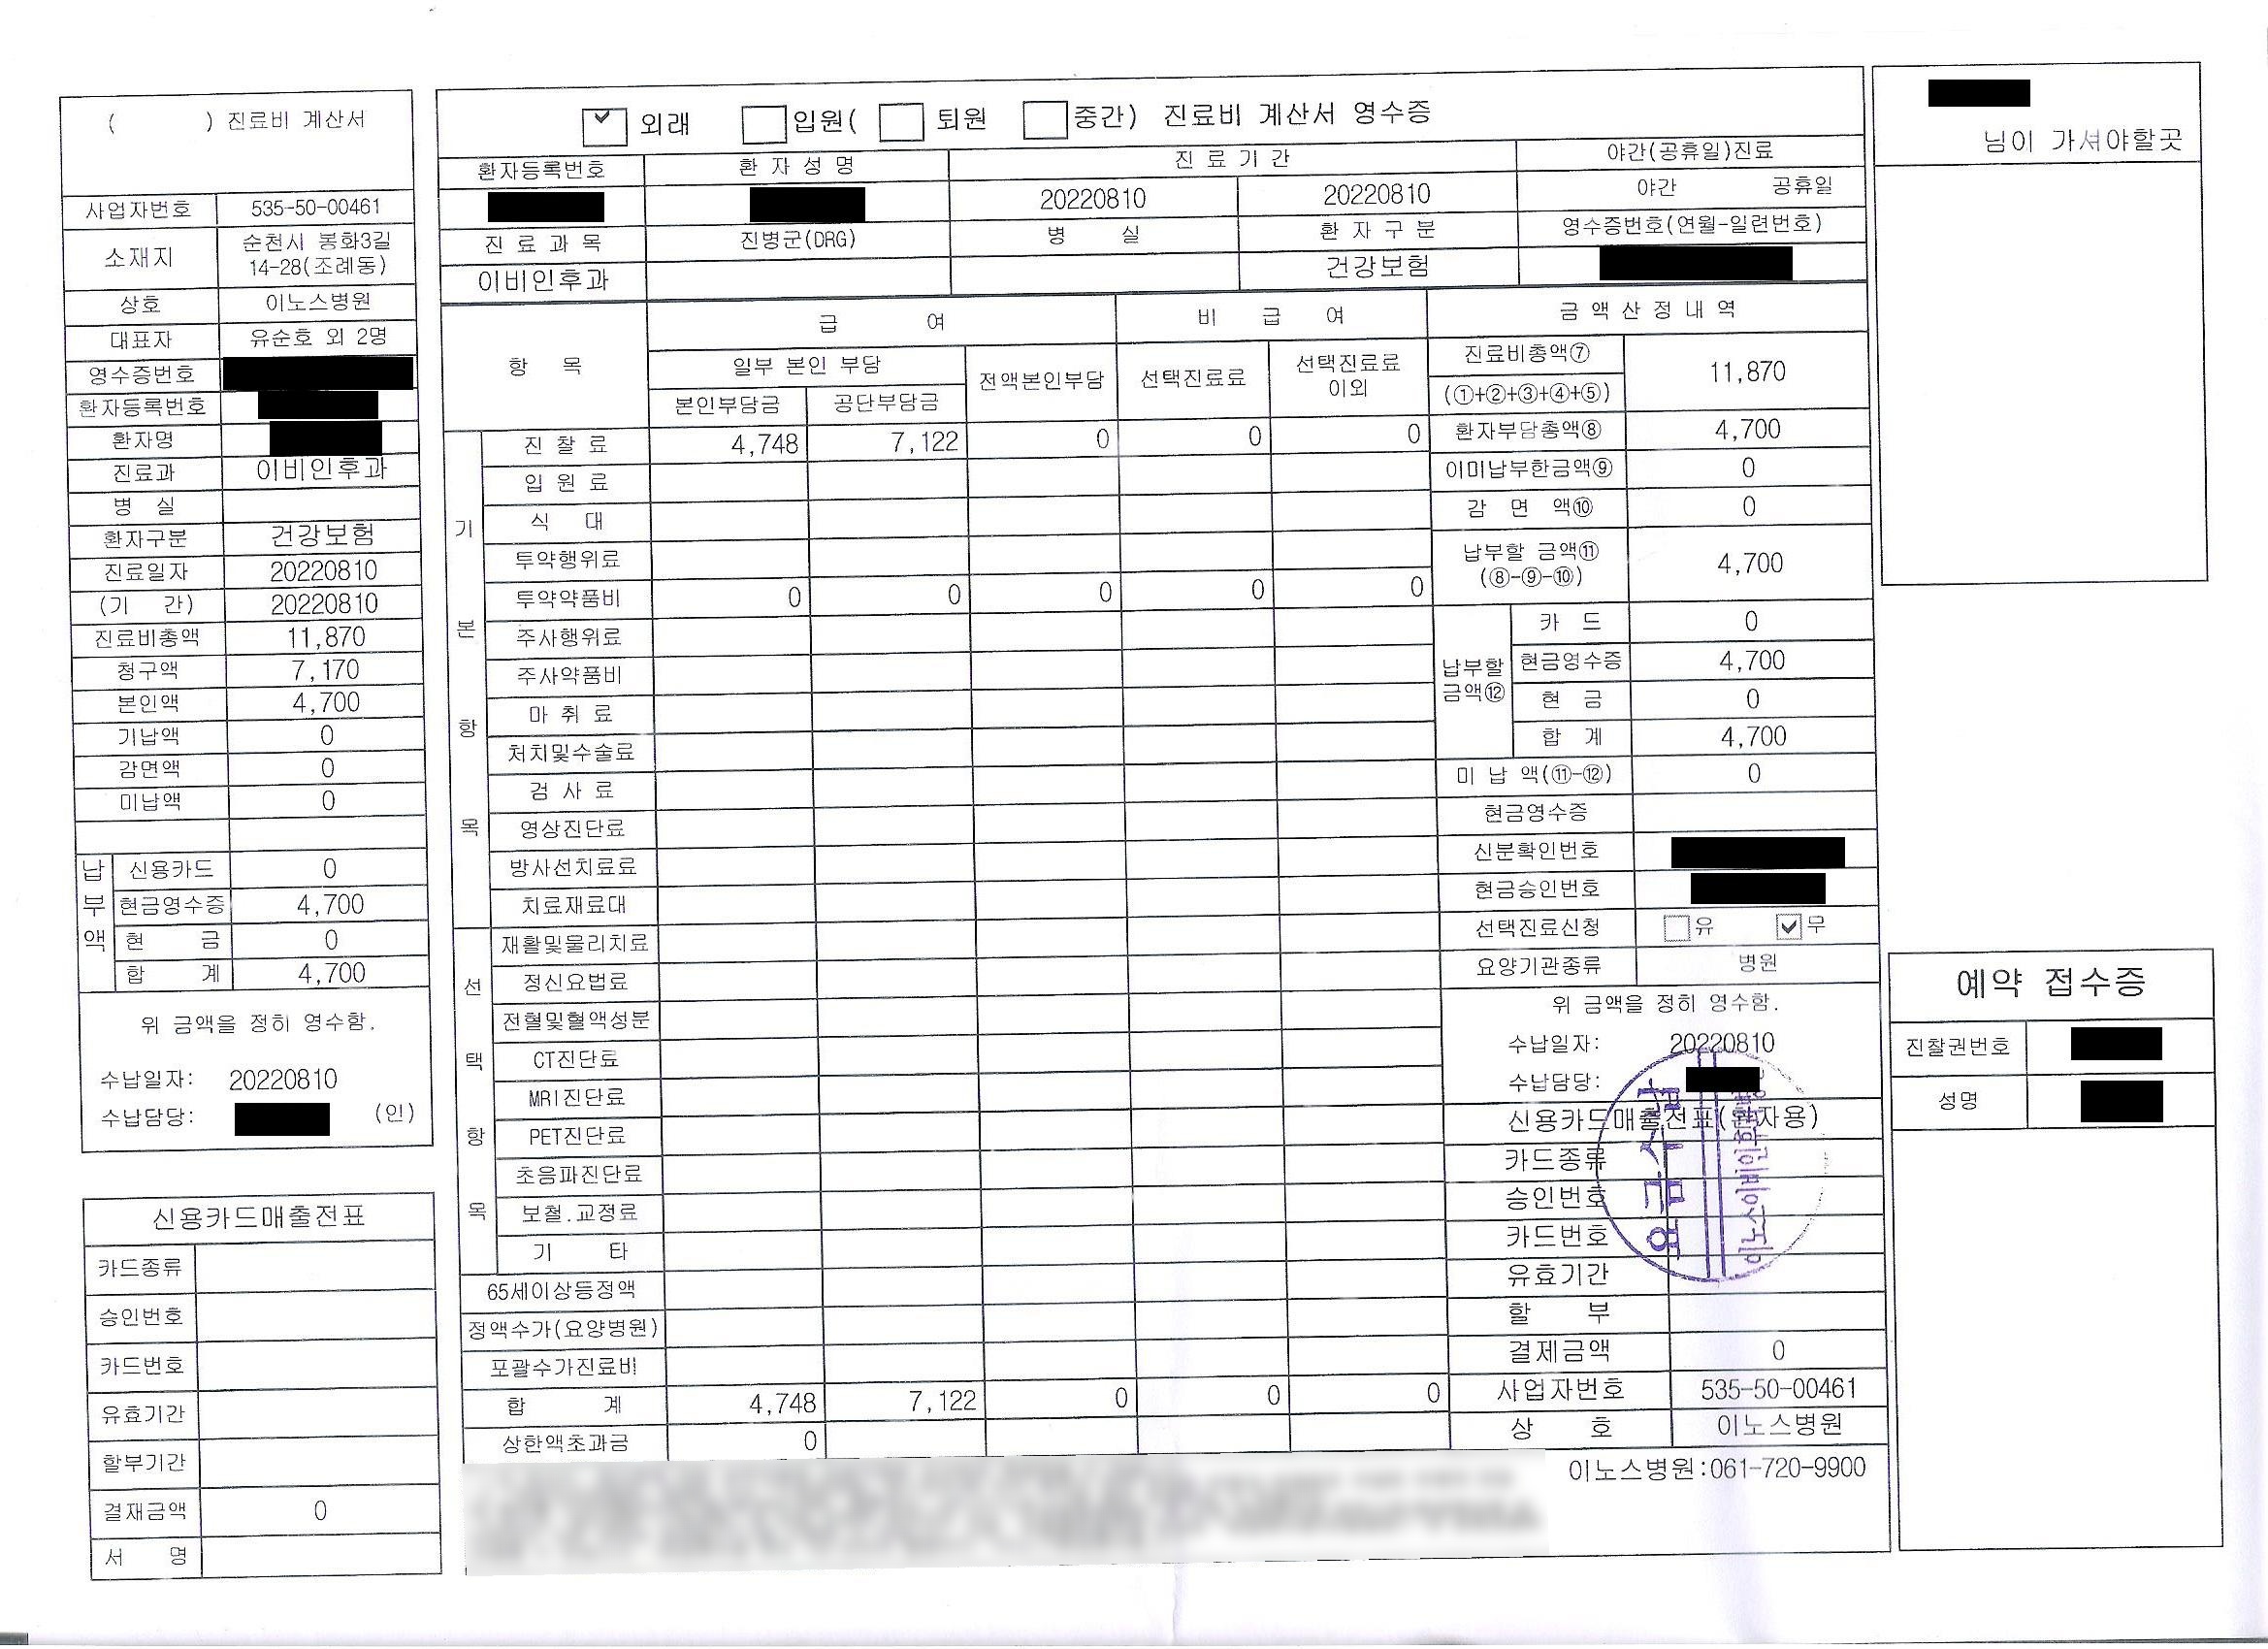 ( ) 진료비 계산서
사업자번호 535-50-00461
소재지 순천시 봉화3길
14-28(조례동)
상호 이노스병원
대표자 유순호 외 2명
영수증번호
환자등록번호
환자명
진료과 이비인후과
병 실
환자구분 건강보험
진료일자 20220810
(기 간) 20220810
진료비총액 11,870
청구액 7,170
본인액 4,700
기납액 0
감면액 0
미납액 0
납부액
신용카드 0
현금영수증 4,700
현 금 0
합 계 4,700
위 금액을 정히 영수함.
수납일자: 20220810
수납담당: (인)
신용카드매출전표
카드종류
승인번호
카드번호
유효기간
할부기간
결재금액 0
서 명
외래 입원( 퇴원 중간) 진료비 계산서 영수증
환자등록번호 환 자 성 명 진 료 기 간 야간(공휴일)진료
20220810 20220810 야간 공휴일
진 료 과 목 진병군(DRG) 병 실 환 자 구 분 영수증번호(연월-일련번호)
이비인후과 건강보험
항 목 급 여 비 급 여
일부 본인 부담 전액본인부담 선택진료료 선택진료료
이외
본인부담금 공단부담금
기 본 항 목
진 찰 료 4,748 7,122 0 0 0
입 원 료
식 대
투약행위료
투약약품비 0 0 0 0 0
주사행위료
주사약품비
마 취 료
처치및수술료
검 사 료
영상진단료
방사선치료료
치료재료대
선 택 항 목
재활및물리치료
정신요법료
전혈및혈액성분
CT진단료
MRI진단료
PET진단료
초음파진단료
보철.교정료
기 타
65세이상등정액
정액수가(요양병원)
포괄수가진료비
합 계 4,748 7,122 0 0 0
상한액초과금 0
금 액 산 정 내 역
진료비총액⑦ 11,870
(①+②+③+④+⑤)
환자부담총액⑧ 4,700
이미납부한금액⑨ 0
감 면 액⑩ 0
납부할 금액⑪ 4,700
(⑧-⑨-⑩)
납부할
금액⑫
카 드 0
현금영수증 4,700
현 금 0
합 계 4,700
미 납 액(⑪-⑫) 0
현금영수증
신분확인번호
현금승인번호
선택진료신청 유 무
요양기관종류 병원
위 금액을 정히 영수함.
수납일자: 20220810
수납담당:
신용카드매출전표(환자용)
카드종류
승인번호
카드번호
유효기간
할 부
결제금액 0
사업자번호 535-50-00461
상 호 이노스병원
이노스병원:061-720-9900
요금수납
님이 가셔야할곳
예약 접수증
진찰권번호
성명